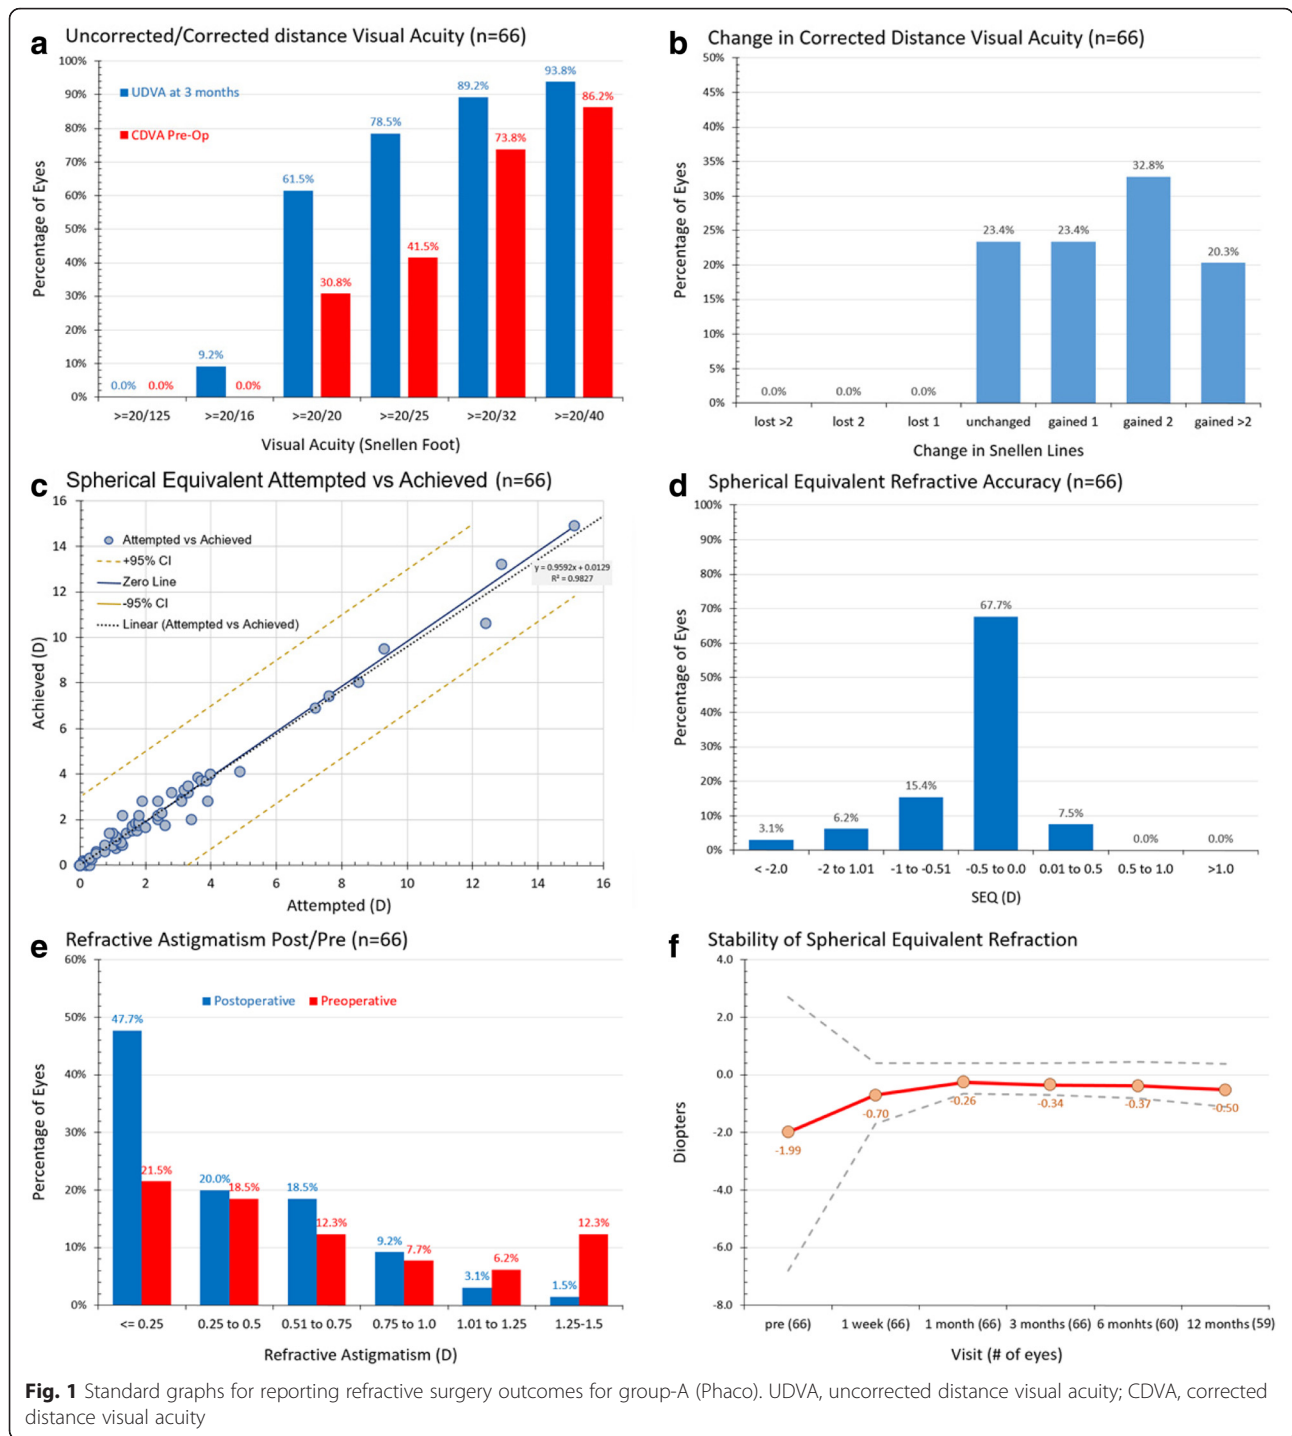 a Uncorrected/Corrected distance Visual Acuity (n=66)
100%
90%
80%
70%
60%
50%
40%
30%
20%
10%
0%
Percentage of Eyes
UDVA at 3 months
CDVA Pre-Op
0.0% 0.0%
9.2% 0.0%
61.5% 30.8%
78.5% 41.5%
89.2% 73.8%
93.8% 86.2%
>=20/125 >=20/16 >=20/20 >=20/25 >=20/32 >=20/40
Visual Acuity (Snellen Foot)
b Change in Corrected Distance Visual Acuity (n=66)
50%
45%
40%
35%
30%
25%
20%
15%
10%
5%
0%
Percentage of Eyes
0.0% 0.0% 0.0% 23.4% 23.4% 32.8% 20.3%
lost >2 lost 2 lost 1 unchanged gained 1 gained 2 gained >2
Change in Snellen Lines
c Spherical Equivalent Attempted vs Achieved (n=66)
16
14
12
10
8
6
4
2
0
Achieved (D)
Attempted vs Achieved
+95% CI
Zero Line
-95% CI
Linear (Attempted vs Achieved)
y = 0.9592x + 0.0129
R² = 0.9827
0 2 4 6 8 10 12 14 16
Attempted (D)
d Spherical Equivalent Refractive Accuracy (n=66)
100%
90%
80%
70%
60%
50%
40%
30%
20%
10%
0%
Percentage of Eyes
3.1% 6.2% 15.4% 67.7% 7.5% 0.0% 0.0%
< -2.0 -2 to 1.01 -1 to -0.51 -0.5 to 0.0 0.01 to 0.5 0.5 to 1.0 >1.0
SEQ (D)
e Refractive Astigmatism Post/Pre (n=66)
60%
50%
40%
30%
20%
10%
0%
Percentage of Eyes
Postoperative Preoperative
47.7% 21.5%
20.0% 18.5%
18.5% 12.3%
9.2% 7.7%
3.1% 6.2%
1.5% 12.3%
<= 0.25 0.25 to 0.5 0.51 to 0.75 0.75 to 1.0 1.01 to 1.25 1.25-1.5
Refractive Astigmatism (D)
f Stability of Spherical Equivalent Refraction
4.0
2.0
0.0
-2.0
-4.0
-6.0
-8.0
Diopters
-1.99 -0.70 -0.26 -0.34 -0.37 -0.50
pre (66) 1 week (66) 1 month (66) 3 months (66) 6 monhts (60) 12 months (59)
Visit (# of eyes)
Fig. 1 Standard graphs for reporting refractive surgery outcomes for group-A (Phaco). UDVA, uncorrected distance visual acuity; CDVA, corrected
distance visual acuity